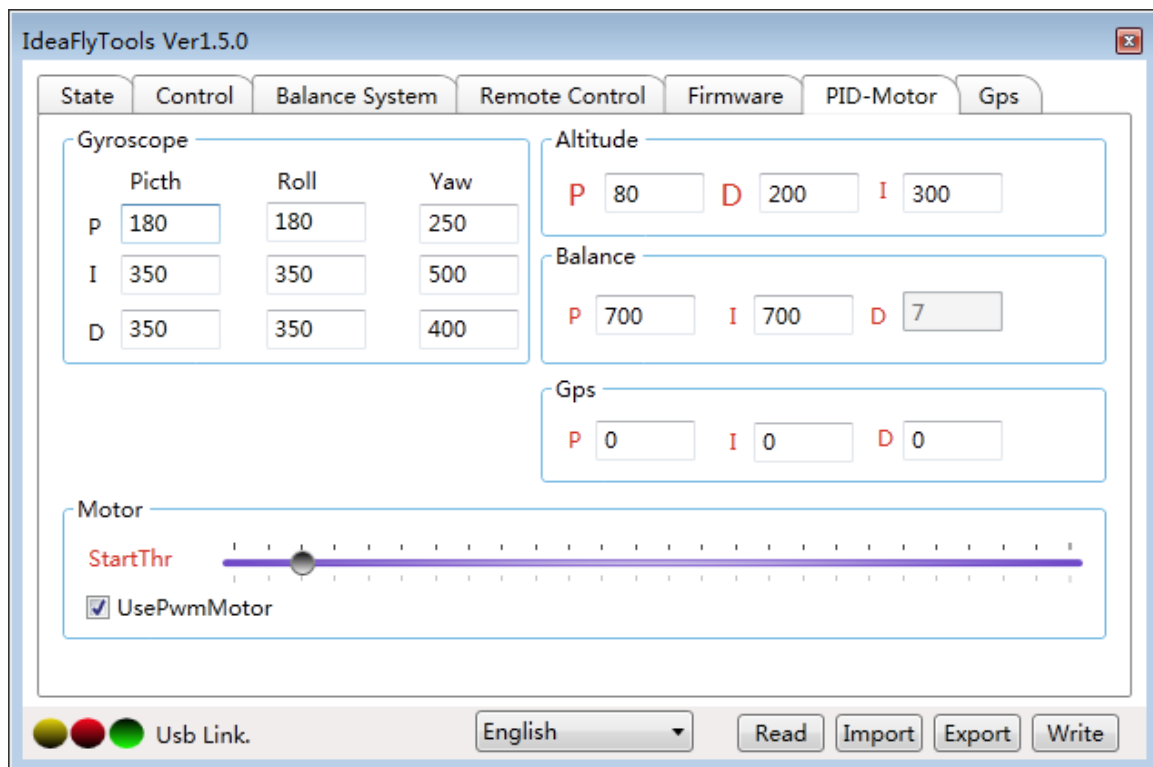 IdeaFlyTools Ver1.5.0
State Control Balance System Remote Control Firmware PID-Motor Gps
Gyroscope
Picth Roll Yaw
P 180 180 250
I 350 350 500
D 350 350 400
Altitude
P 80 D 200 I 300
Balance
P 700 I 700 D 7
Gps
P 0 I 0 D 0
Motor
StartThr
UsePwmMotor
Usb Link. English Read Import Export Write